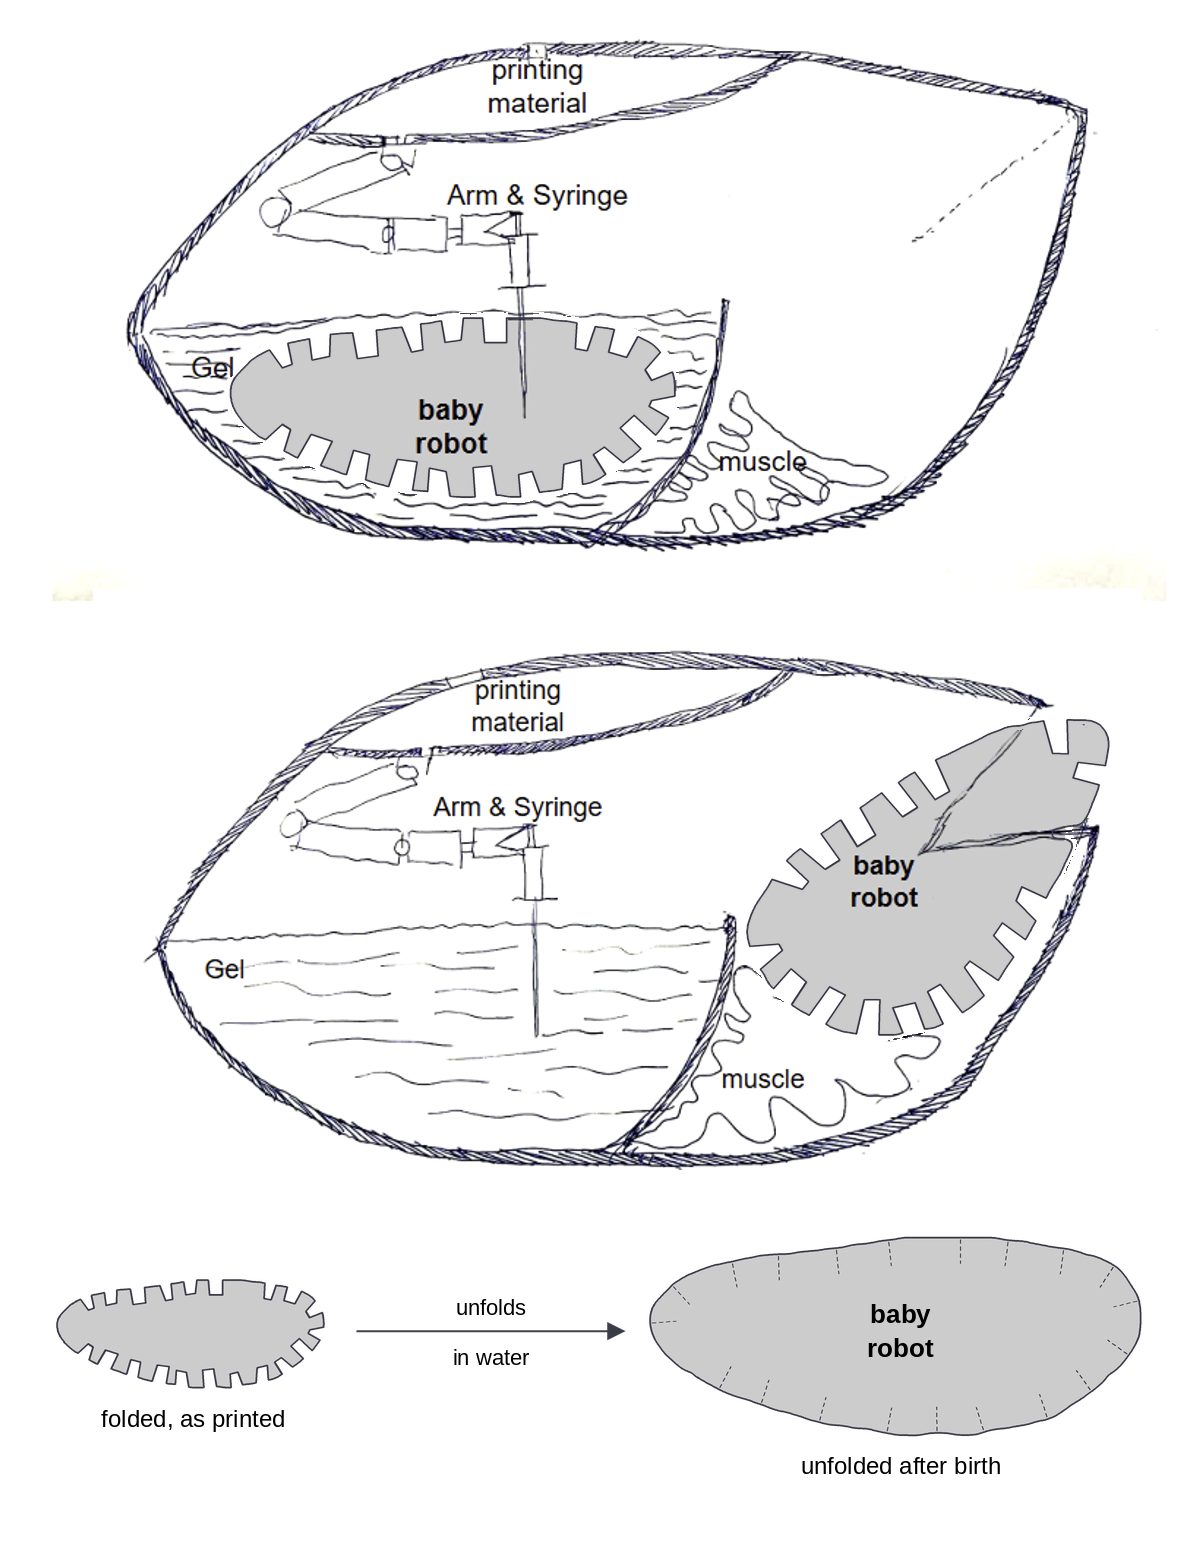 printing
material
Arm & Syringe
Gel
baby
robot
muscle
printing
material
Arm & Syringe
baby
robot
Gel
muscle
unfolds
in water
baby
robot
folded, as printed
unfolded after birth